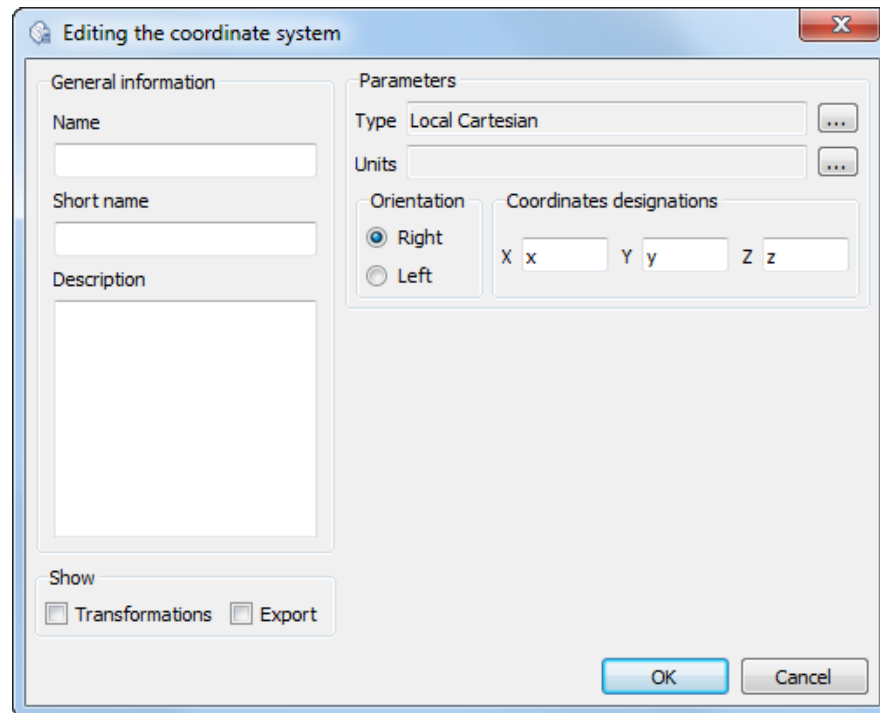 Editing the coordinate system
General information
Name
Short name
Description
Show
Transformations Export
Parameters
Type Local Cartesian ...
Units ...
Orientation
Right
Left
Coordinates designations
X x Y y Z z
OK Cancel